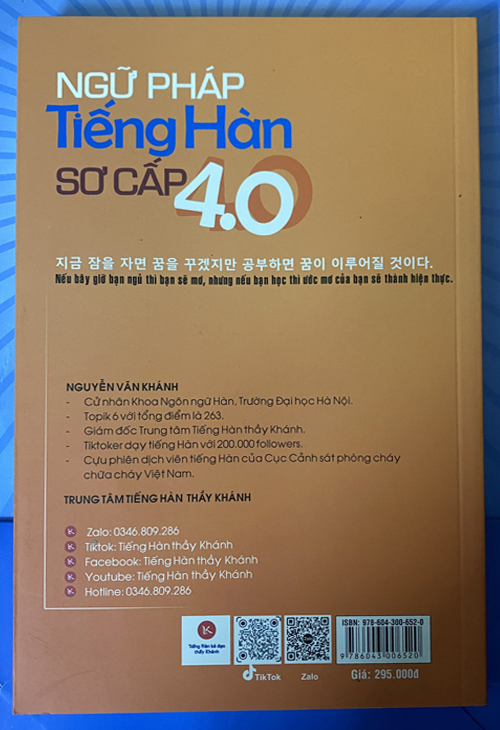 NGỮ PHÁP
Tiếng Hàn
SƠ CẤP 4.0
지금 잠을 자면 꿈을 꾸겠지만 공부하면 꿈이 이루어질 것이다.
Nếu bây giờ bạn ngủ thì bạn sẽ mơ, nhưng nếu bạn học thì ước mơ của bạn sẽ thành hiện thực.
NGUYỄN VĂN KHÁNH
- Cử nhân Khoa Ngôn ngữ Hàn, Trường Đại học Hà Nội.
- Topik 6 với tổng điểm là 263.
- Giám đốc Trung tâm Tiếng Hàn thầy Khánh.
- Tiktoker dạy tiếng Hàn với 200.000 followers.
- Cựu phiên dịch viên tiếng Hàn của Cục Cảnh sát phòng cháy
chữa cháy Việt Nam.
TRUNG TÂM TIẾNG HÀN THẦY KHÁNH
Zalo: 0346.809.286
Tiktok: Tiếng Hàn thầy Khánh
Facebook: Tiếng Hàn thầy Khánh
Youtube: Tiếng Hàn thầy Khánh
Hotline: 0346.809.286
ISBN: 978-604-300-652-0
9 786043 006520
thầy Khánh
TikTok
Zalo
Giá: 295.000đ